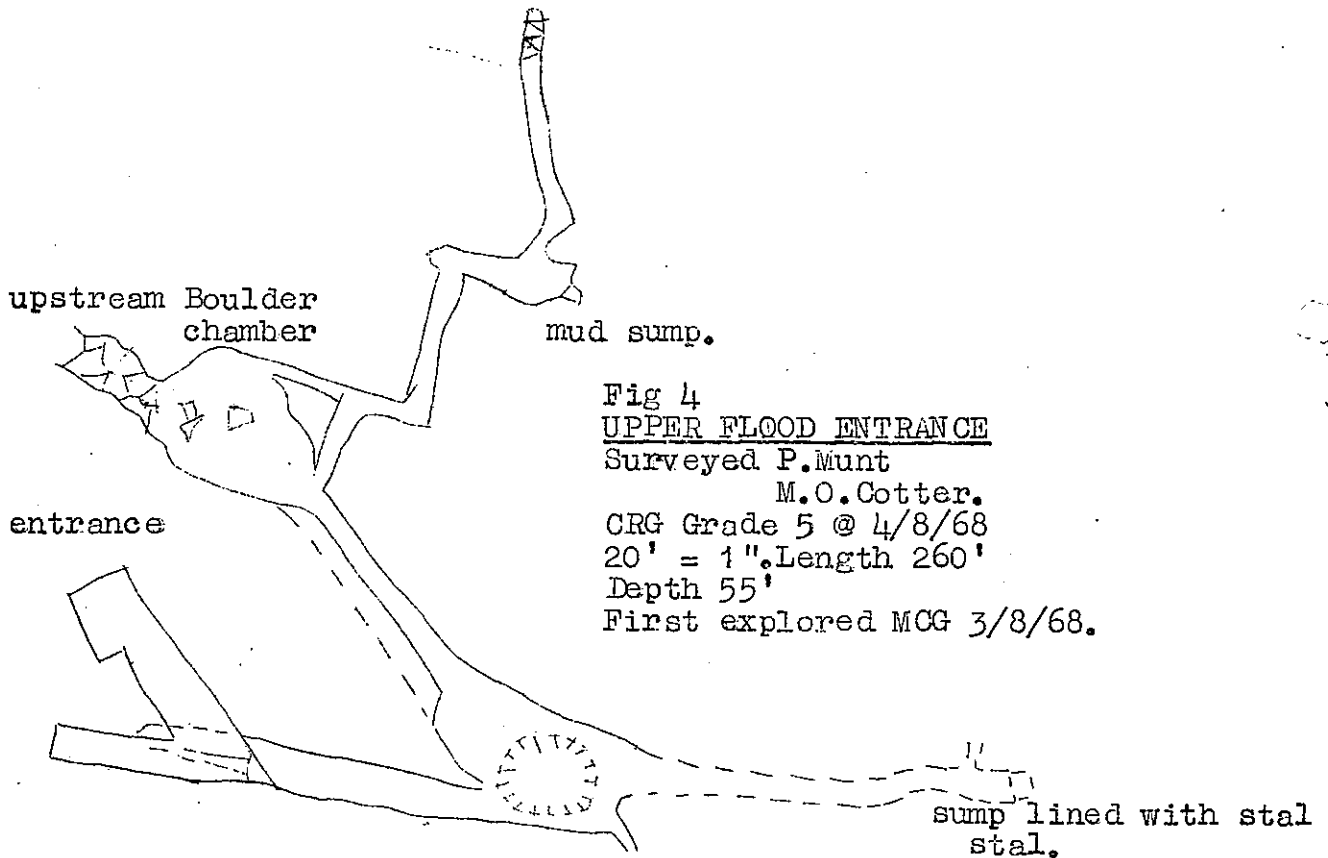 upstream Boulder
chamber
mud sump.
Fig 4
UPPER FLOOD ENTRANCE
Surveyed P.Munt
M.O.Cotter.
CRG Grade 5 @ 4/8/68
20' = 1".Length 260'
Depth 55'
First explored MCG 3/8/68.
entrance
sump lined with stal
stal.